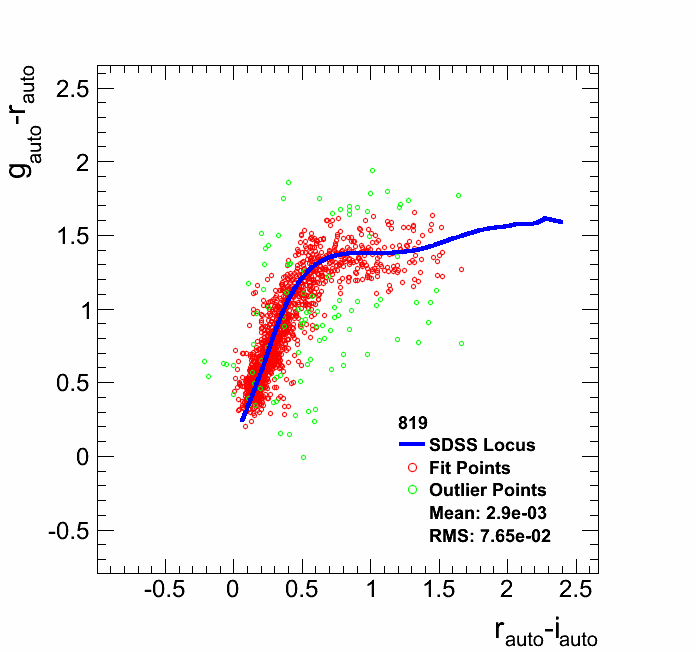 g_auto-r_auto
2.5
2
1.5
1
0.5
0
-0.5
819
SDSS Locus
Fit Points
Outlier Points
Mean: 2.9e-03
RMS: 7.65e-02
-0.5 0 0.5 1 1.5 2 2.5
r_auto-i_auto